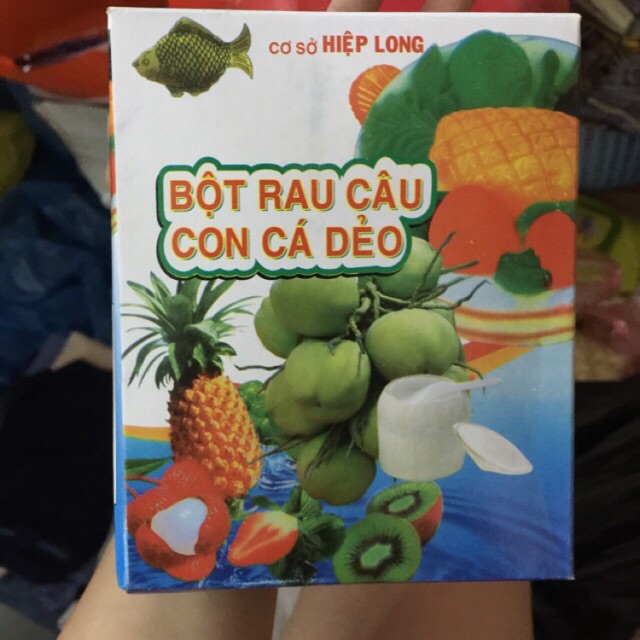 CƠ SỞ HIỆP LONG
BỘT RAU CÂU
CON CÁ DẺO